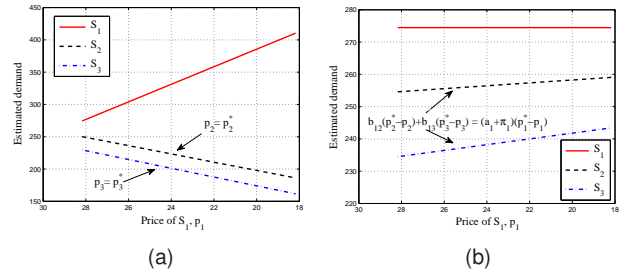 450
400
350
300
250
200
150
30
28
26
24
22
20
18
Estimated demand
Price of S₁, p₁
S₁
S₂
S₃
p₂=p₂*
p₃=p₃*
(a)
280
270
260
250
240
230
220
30
28
26
24
22
20
18
Estimated demand
Price of S₁, p₁
b₁₂(p₂*−p₂)+b₁₃(p₃*−p₃) = (a₁+π₁)(p₁*−p₁)
S₁
S₂
S₃
(b)